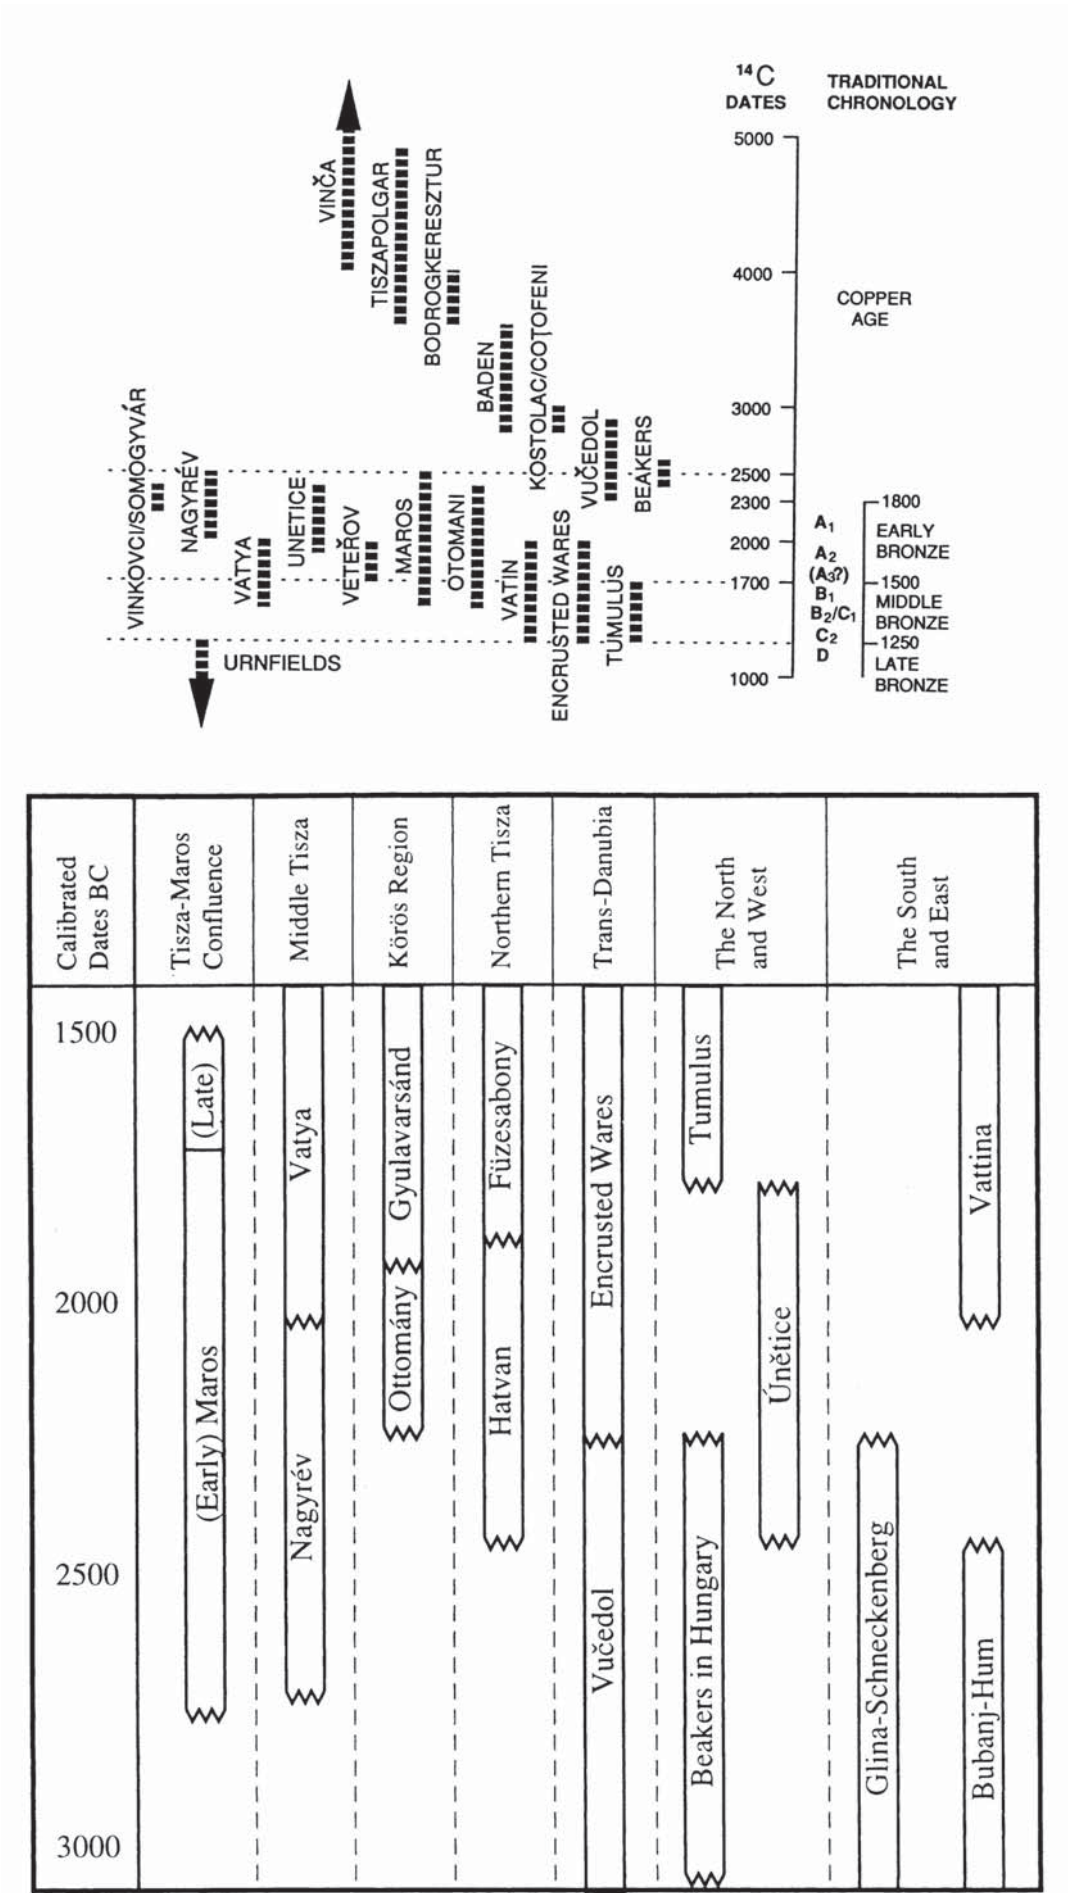 14C
DATES
TRADITIONAL
CHRONOLOGY
5000
4000
3000
2500
2300
2000
1700
1000
COPPER
AGE
1800
EARLY
BRONZE
1500
MIDDLE
BRONZE
1250
LATE
BRONZE
A1
A2
(A3?)
B1
B2/C1
C2
D
VINČA
TISZAPOLGAR
BODROGKERESZTUR
BADEN
KOSTOLAC/COŢOFENI
VUČEDOL
BEAKERS
VINKOVCI/SOMOGYVÁR
NAGYRÉV
VATYA
UNETICE
VETEŘOV
MAROS
OTOMANI
VATIN
ENCRUSTED WARES
TUMULUS
URNFIELDS
Calibrated
Dates BC
Tisza-Maros
Confluence
Middle Tisza
Körös Region
Northern Tisza
Trans-Danubia
The North
and West
The South
and East
1500
2000
2500
3000
(Late)
(Early) Maros
Vatya
Nagyrév
Gyulavarsánd
Ottomány
Füzesabony
Hatvan
Encrusted Wares
Vučedol
Tumulus
Beakers in Hungary
Únětice
Glina-Schneckenberg
Vattina
Bubanj-Hum